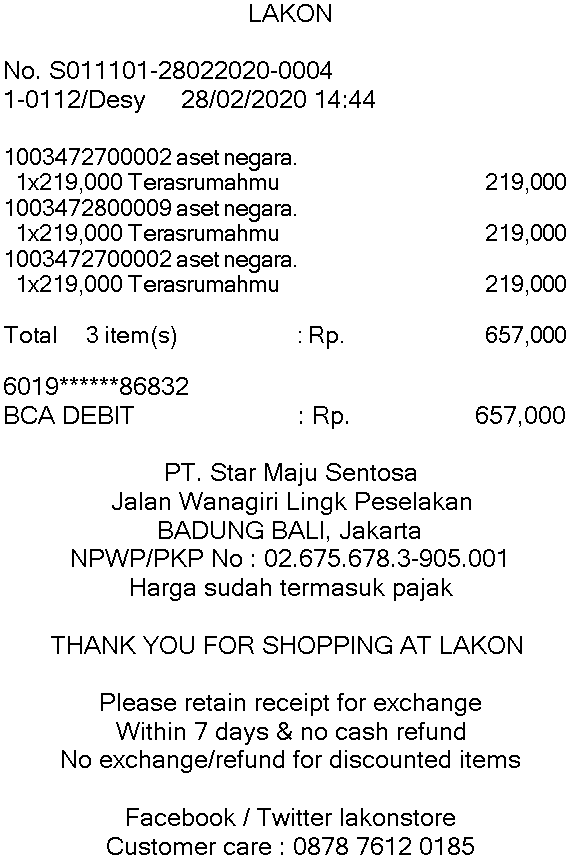 LAKON
No. S011101-28022020-0004
1-0112/Desy 28/02/2020 14:44
1003472700002 aset negara.
1x219,000 Terasrumahmu 219,000
1003472800009 aset negara.
1x219,000 Terasrumahmu 219,000
1003472700002 aset negara.
1x219,000 Terasrumahmu 219,000
Total 3 item(s) : Rp. 657,000
6019******86832
BCA DEBIT : Rp. 657,000
PT. Star Maju Sentosa
Jalan Wanagiri Lingk Peselakan
BADUNG BALI, Jakarta
NPWP/PKP No : 02.675.678.3-905.001
Harga sudah termasuk pajak
THANK YOU FOR SHOPPING AT LAKON
Please retain receipt for exchange
Within 7 days & no cash refund
No exchange/refund for discounted items
Facebook / Twitter lakonstore
Customer care : 0878 7612 0185